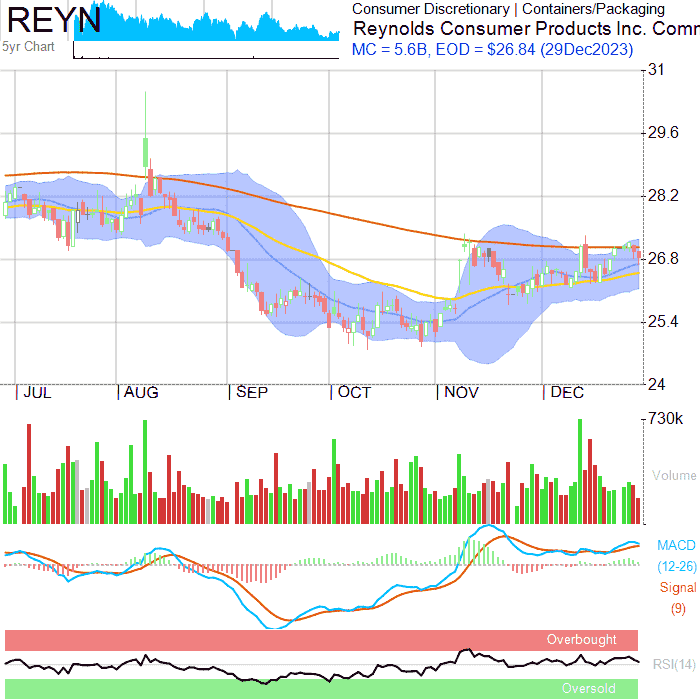 REYN
5yr Chart
Consumer Discretionary | Containers/Packaging
Reynolds Consumer Products Inc. Comm
MC = 5.6B, EOD = $26.84 (29Dec2023)
31
29.6
28.2
26.8
25.4
24
JUL AUG SEP OCT NOV DEC
730k
Volume
MACD
(12-26)
Signal
(9)
Overbought
RSI(14)
Oversold